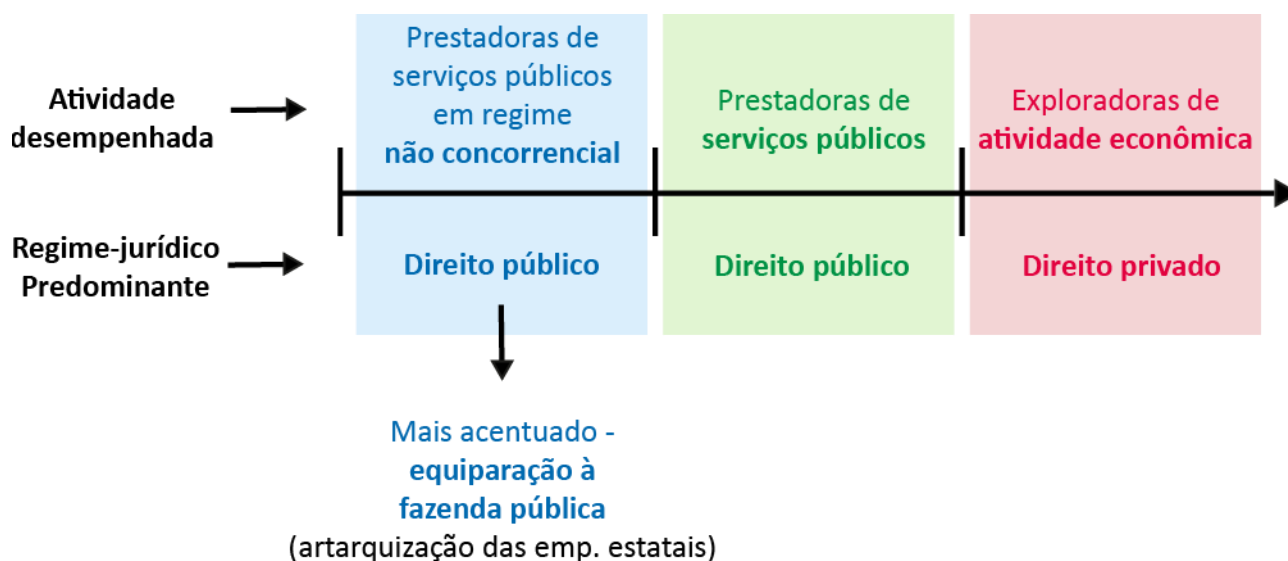 Atividade
desempenhada
Prestadoras de
serviços públicos
em regime
não concorrencial
Prestadoras de
serviços públicos
Exploradoras de
atividade econômica
Regime-jurídico
Predominante
Direito público
Direito público
Direito privado
Mais acentuado -
equiparação à
fazenda pública
(artarquização das emp. estatais)